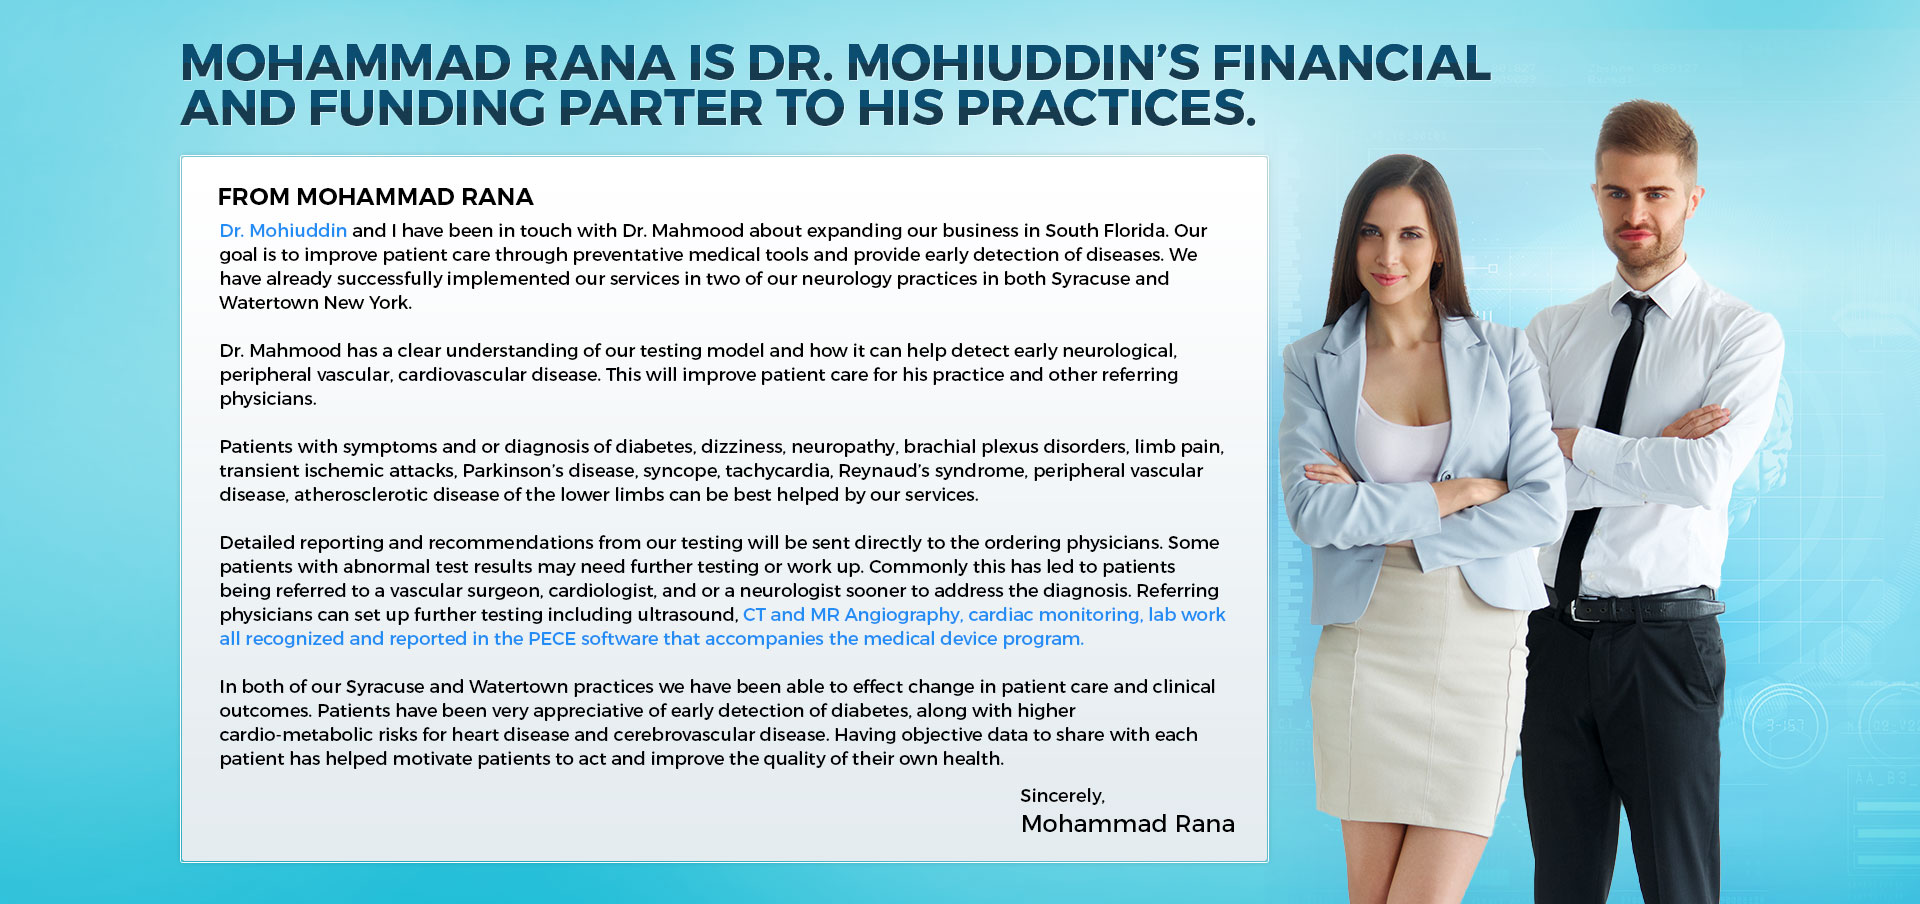 MOHAMMAD RANA IS DR. MOHIUDDIN'S FINANCIAL
AND FUNDING PARTER TO HIS PRACTICES.
FROM MOHAMMAD RANA
Dr. Mohiuddin and I have been in touch with Dr. Mahmood about expanding our business in South Florida. Our
goal is to improve patient care through preventative medical tools and provide early detection of diseases. We
have already successfully implemented our services in two of our neurology practices in both Syracuse and
Watertown New York.
Dr. Mahmood has a clear understanding of our testing model and how it can help detect early neurological,
peripheral vascular, cardiovascular disease. This will improve patient care for his practice and other referring
physicians.
Patients with symptoms and or diagnosis of diabetes, dizziness, neuropathy, brachial plexus disorders, limb pain,
transient ischemic attacks, Parkinson's disease, syncope, tachycardia, Reynaud's syndrome, peripheral vascular
disease, atherosclerotic disease of the lower limbs can be best helped by our services.
Detailed reporting and recommendations from our testing will be sent directly to the ordering physicians. Some
patients with abnormal test results may need further testing or work up. Commonly this has led to patients
being referred to a vascular surgeon, cardiologist, and or a neurologist sooner to address the diagnosis. Referring
physicians can set up further testing including ultrasound, CT and MR Angiography, cardiac monitoring, lab work
all recognized and reported in the PECE software that accompanies the medical device program.
In both of our Syracuse and Watertown practices we have been able to effect change in patient care and clinical
outcomes. Patients have been very appreciative of early detection of diabetes, along with higher
cardio-metabolic risks for heart disease and cerebrovascular disease. Having objective data to share with each
patient has helped motivate patients to act and improve the quality of their own health.
Sincerely,
Mohammad Rana